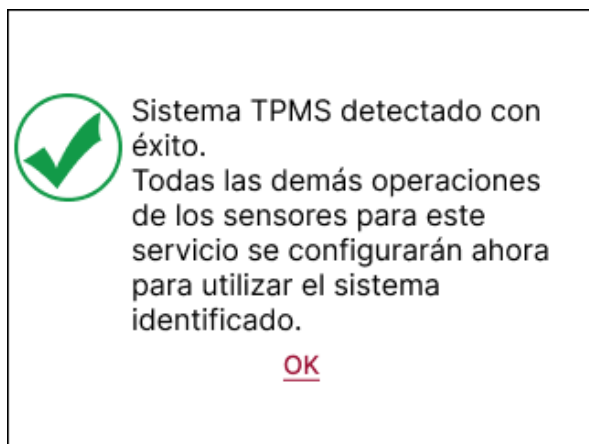 Sistema TPMS detectado con
éxito.
Todas las demás operaciones
de los sensores para este
servicio se configurarán ahora
para utilizar el sistema
identificado.
OK